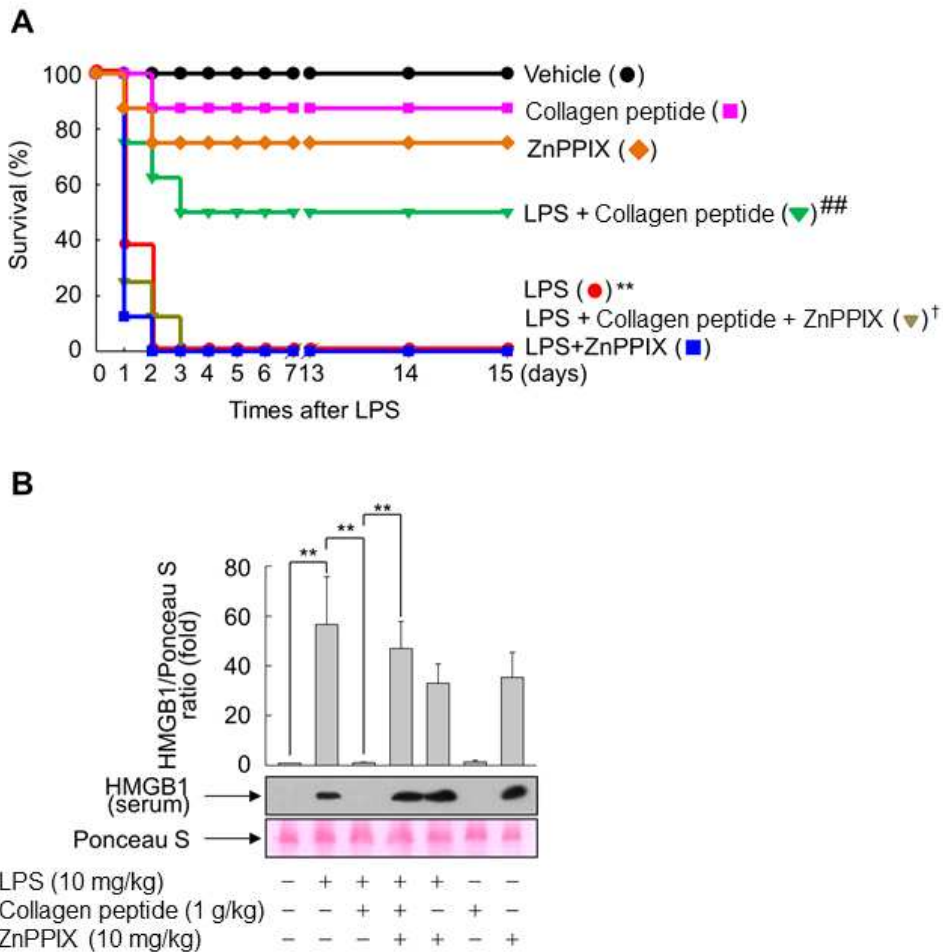 A
Survival (%)
100
80
60
40
20
0
0 1 2 3 4 5 6 7 13 14 15 (days)
Times after LPS
Vehicle (●)
Collagen peptide (■)
ZnPPIX (◆)
LPS + Collagen peptide (▼)##
LPS (●)**
LPS + Collagen peptide + ZnPPIX (▼)†
LPS+ZnPPIX (■)
B
HMGB1/Ponceau S
ratio (fold)
80
60
40
20
0
** ** **
HMGB1
(serum)
Ponceau S
LPS (10 mg/kg) − + + + + − −
Collagen peptide (1 g/kg) − − + + − + −
ZnPPIX (10 mg/kg) − − − + + − +